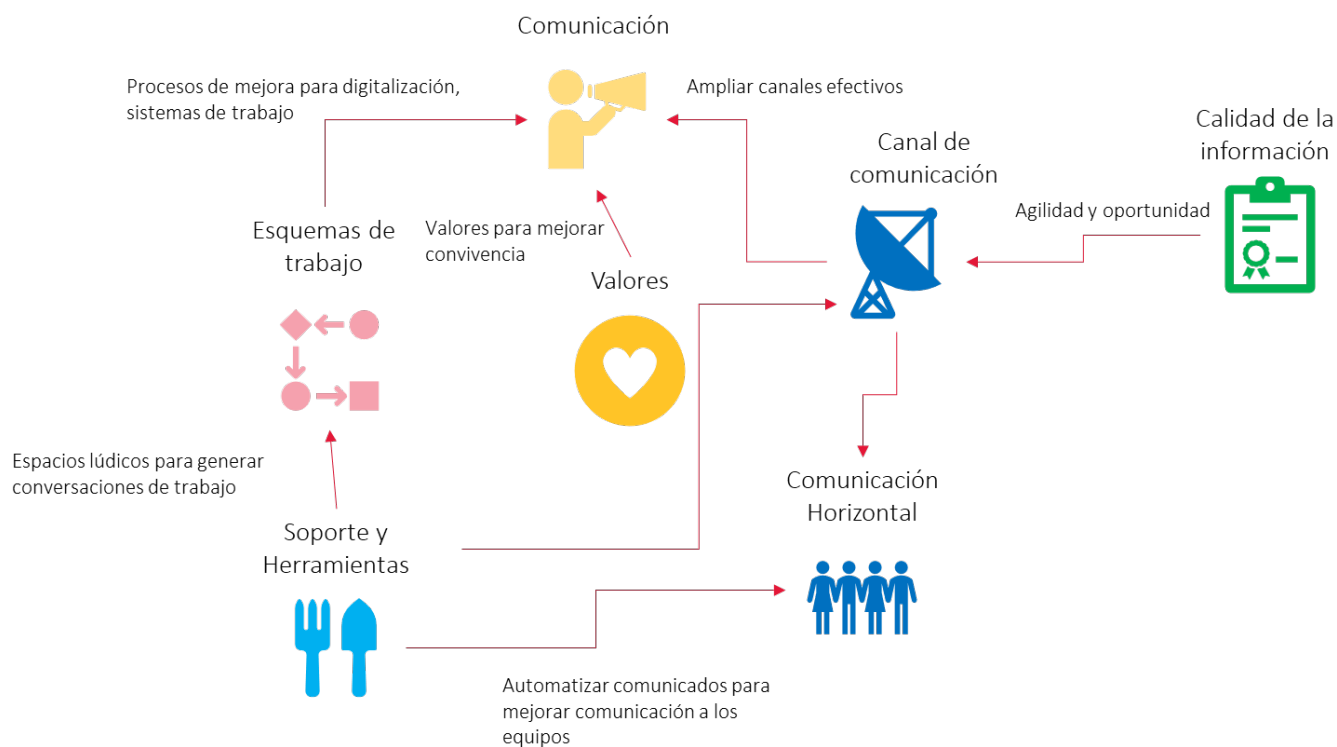 Comunicación
Procesos de mejora para digitalización,
sistemas de trabajo
Ampliar canales efectivos
Calidad de la
información
Canal de
comunicación
Agilidad y oportunidad
Esquemas de
trabajo
Valores para mejorar
convivencia
Valores
Espacios lúdicos para generar
conversaciones de trabajo
Comunicación
Horizontal
Soporte y
Herramientas
Automatizar comunicados para
mejorar comunicación a los
equipos